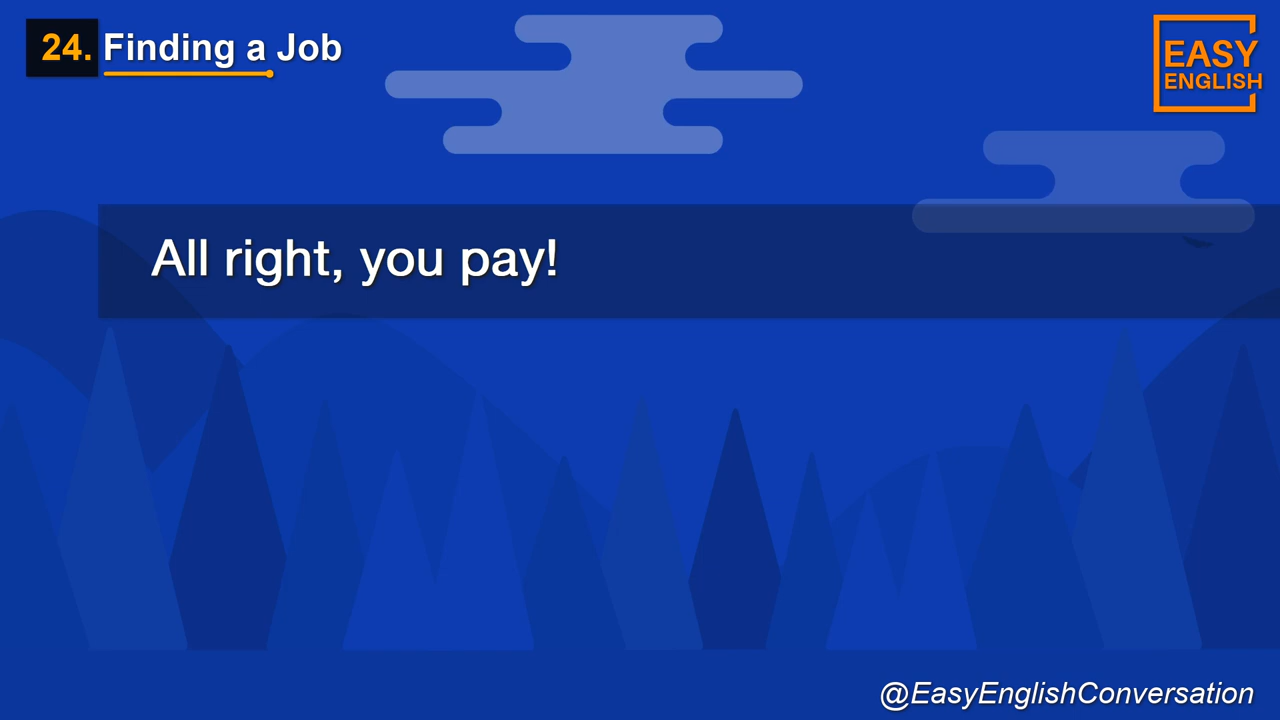 24. Finding a Job
EASY
ENGLISH
All right, you pay!
@EasyEnglishConversation